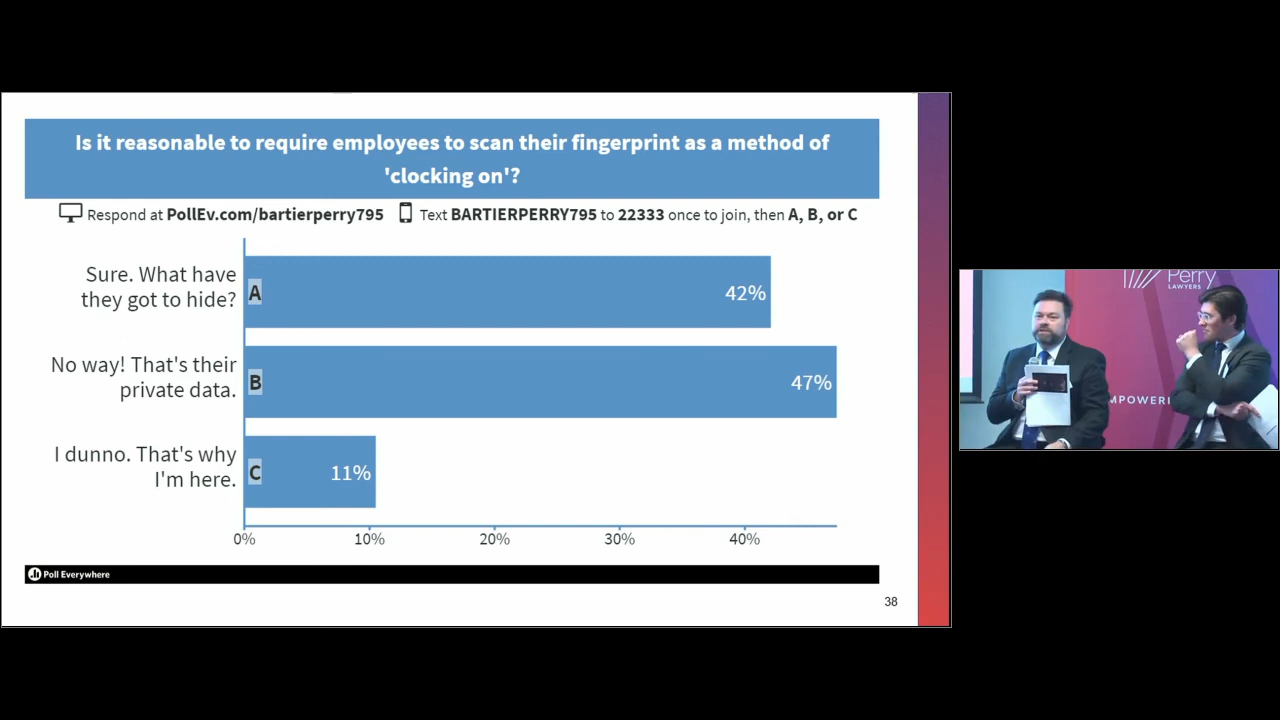 Is it reasonable to require employees to scan their fingerprint as a method of
'clocking on'?
Respond at PollEv.com/bartierperry795 Text BARTIERPERRY795 to 22333 once to join, then A, B, or C
Sure. What have
they got to hide?
A
42%
No way! That's their
private data.
B
47%
I dunno. That's why
I'm here.
C
11%
0%
10%
20%
30%
40%
Poll Everywhere
38
Perry
LAWYERS
MPOWERI